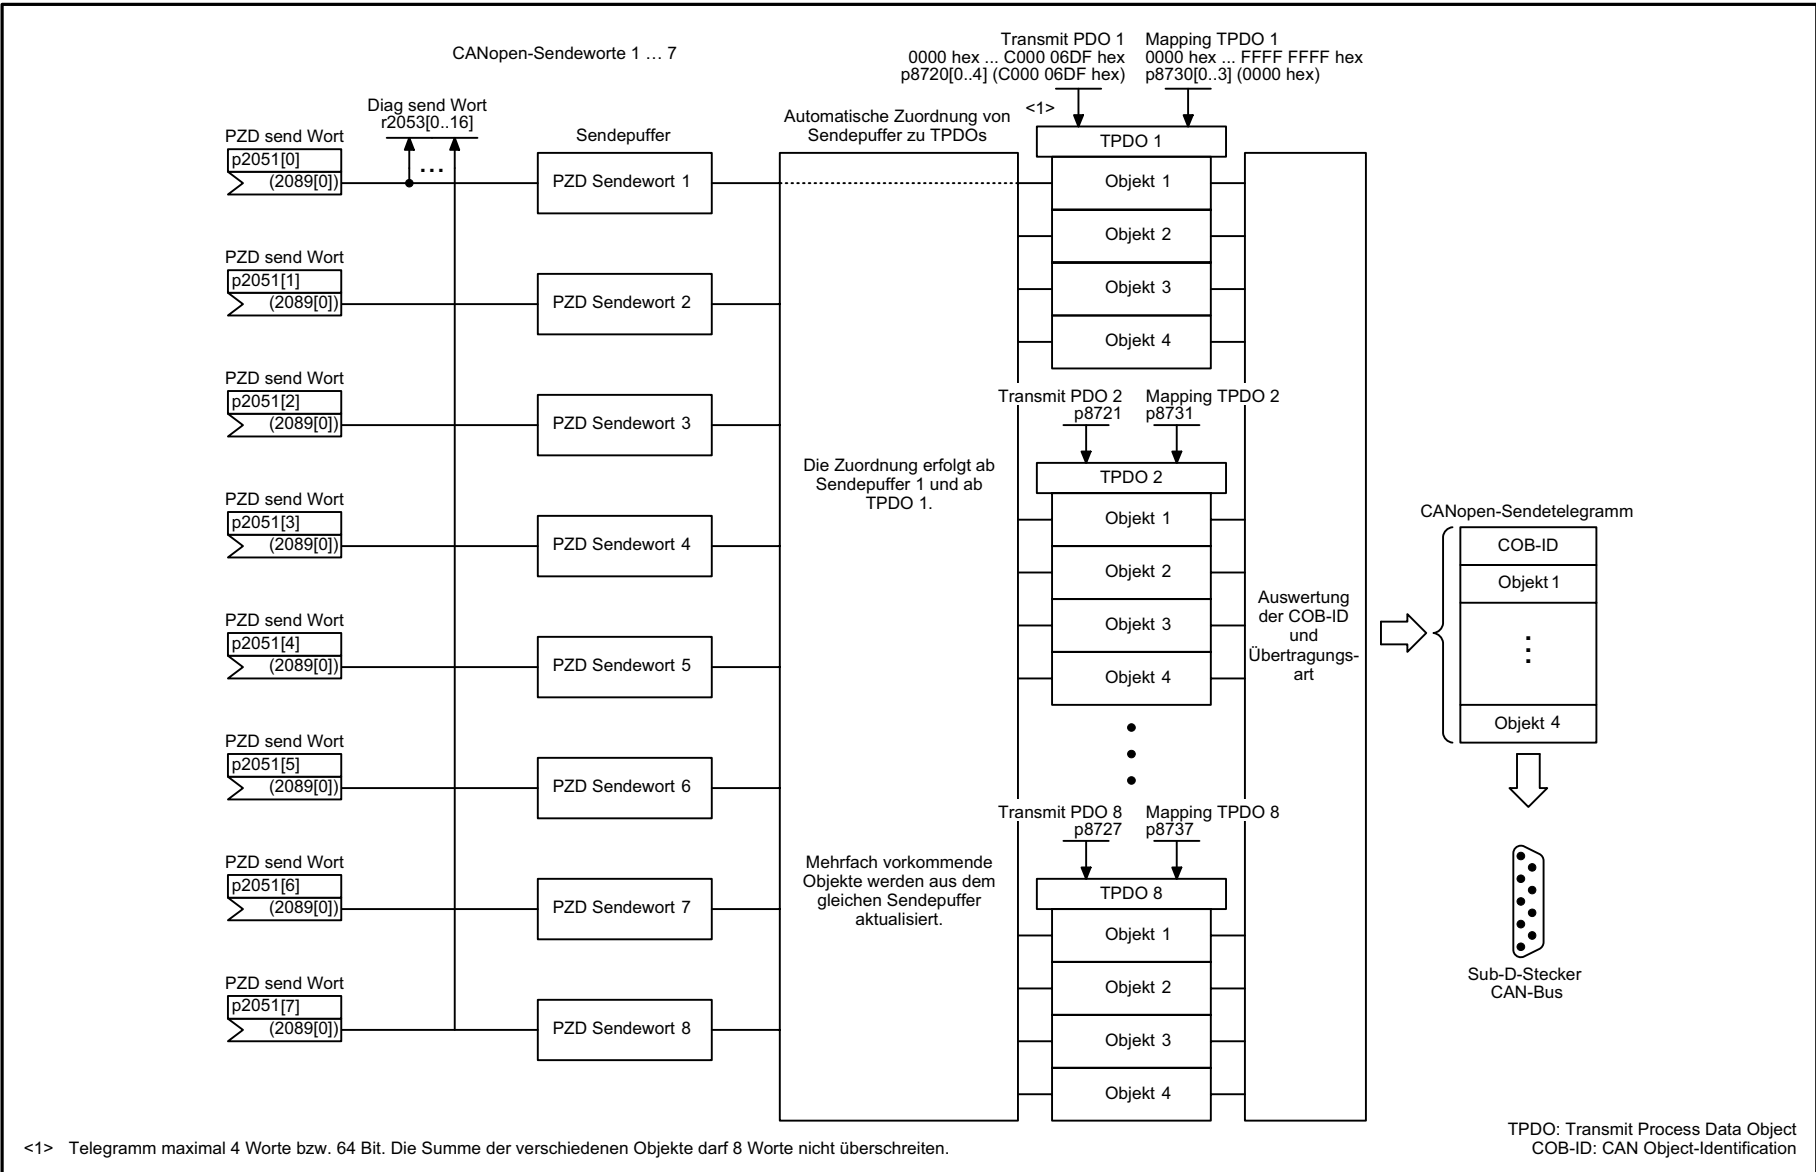 CANopen-Sendeworte 1 … 7
Transmit PDO 1
0000 hex ... C000 06DF hex
p8720[0..4] (C000 06DF hex)
Mapping TPDO 1
0000 hex ... FFFF FFFF hex
p8730[0..3] (0000 hex)
Diag send Wort
r2053[0..16]
Sendepuffer
Automatische Zuordnung von
Sendepuffer zu TPDOs
<1>
PZD send Wort
p2051[0]
(2089[0])
...
PZD Sendewort 1
TPDO 1
Objekt 1
Objekt 2
Objekt 3
Objekt 4
PZD send Wort
p2051[1]
(2089[0])
PZD Sendewort 2
PZD send Wort
p2051[2]
(2089[0])
PZD Sendewort 3
Transmit PDO 2
p8721
Mapping TPDO 2
p8731
Die Zuordnung erfolgt ab
Sendepuffer 1 und ab
TPDO 1.
TPDO 2
Objekt 1
Objekt 2
Objekt 3
Objekt 4
PZD send Wort
p2051[3]
(2089[0])
PZD Sendewort 4
PZD send Wort
p2051[4]
(2089[0])
PZD Sendewort 5
Auswertung
der COB-ID
und
Übertragungs-
art
CANopen-Sendetelegramm
COB-ID
Objekt 1
Objekt 4
PZD send Wort
p2051[5]
(2089[0])
PZD Sendewort 6
Transmit PDO 8
p8727
Mapping TPDO 8
p8737
PZD send Wort
p2051[6]
(2089[0])
PZD Sendewort 7
Mehrfach vorkommende
Objekte werden aus dem
gleichen Sendepuffer
aktualisiert.
TPDO 8
Objekt 1
Objekt 2
Objekt 3
Objekt 4
PZD send Wort
p2051[7]
(2089[0])
PZD Sendewort 8
Sub-D-Stecker
CAN-Bus
TPDO: Transmit Process Data Object
COB-ID: CAN Object-Identification
<1> Telegramm maximal 4 Worte bzw. 64 Bit. Die Summe der verschiedenen Objekte darf 8 Worte nicht überschreiten.